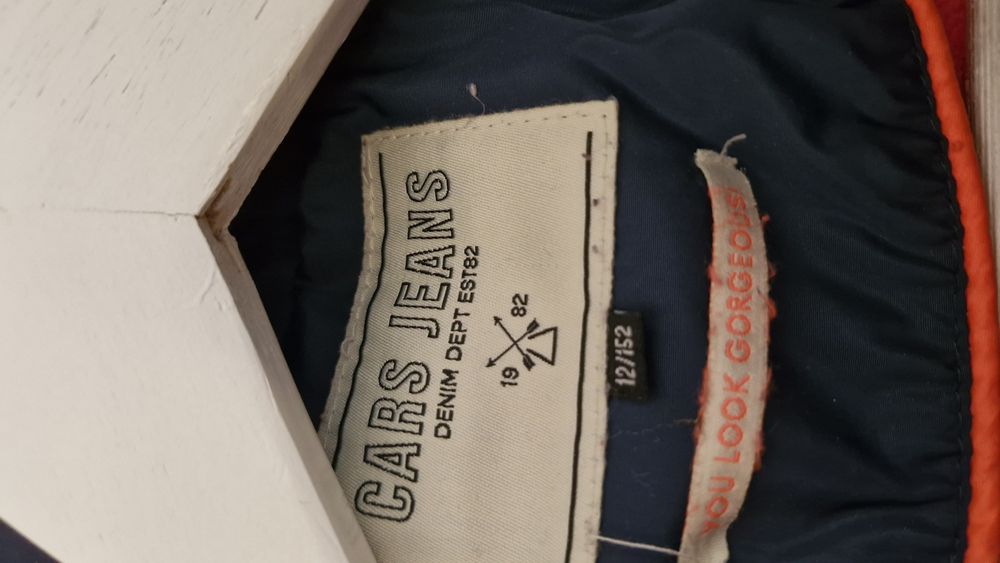 CARS JEANS
DENIM DEPT EST82
19 82
12/152
YOU LOOK GORGEOUS!